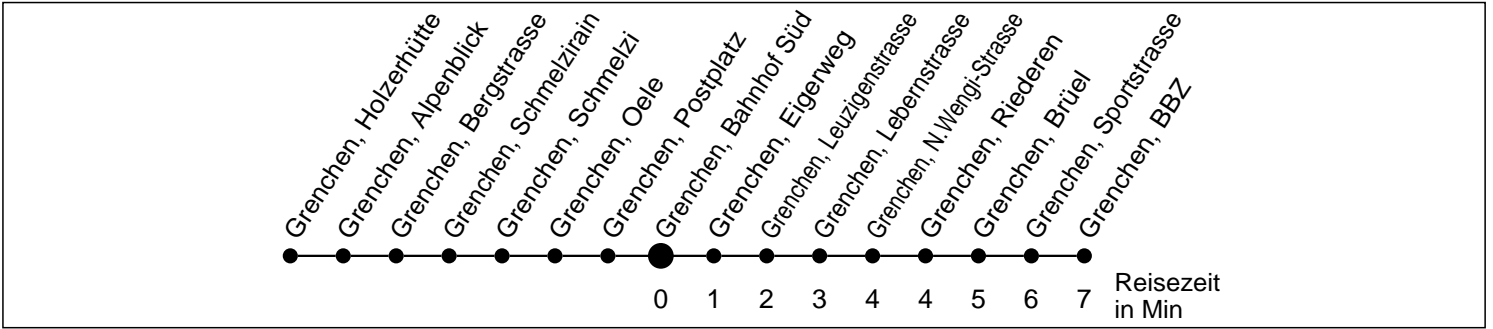 Grenchen, Holzerhütte
Grenchen, Alpenblick
Grenchen, Bergstrasse
Grenchen, Schmelzirain
Grenchen, Schmelzi
Grenchen, Oele
Grenchen, Postplatz
Grenchen, Bahnhof Süd
Grenchen, Eigerweg
Grenchen, Leuzigenstrasse
Grenchen, Lebernstrasse
Grenchen, N.Wengi-Strasse
Grenchen, Riederen
Grenchen, Brüel
Grenchen, Sportstrasse
Grenchen, BBZ
0 1 2 3 4 4 5 6 7
Reisezeit
in Min